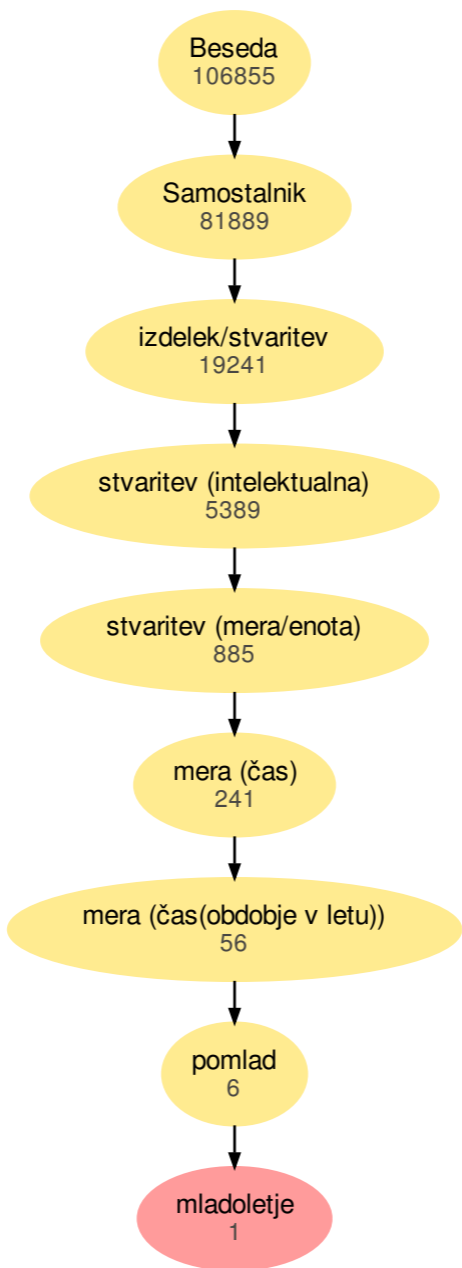 Beseda
106855
Samostalnik
81889
izdelek/stvaritev
19241
stvaritev (intelektualna)
5389
stvaritev (mera/enota)
885
mera (čas)
241
mera (čas(obdobje v letu))
56
pomlad
6
mladoletje
1